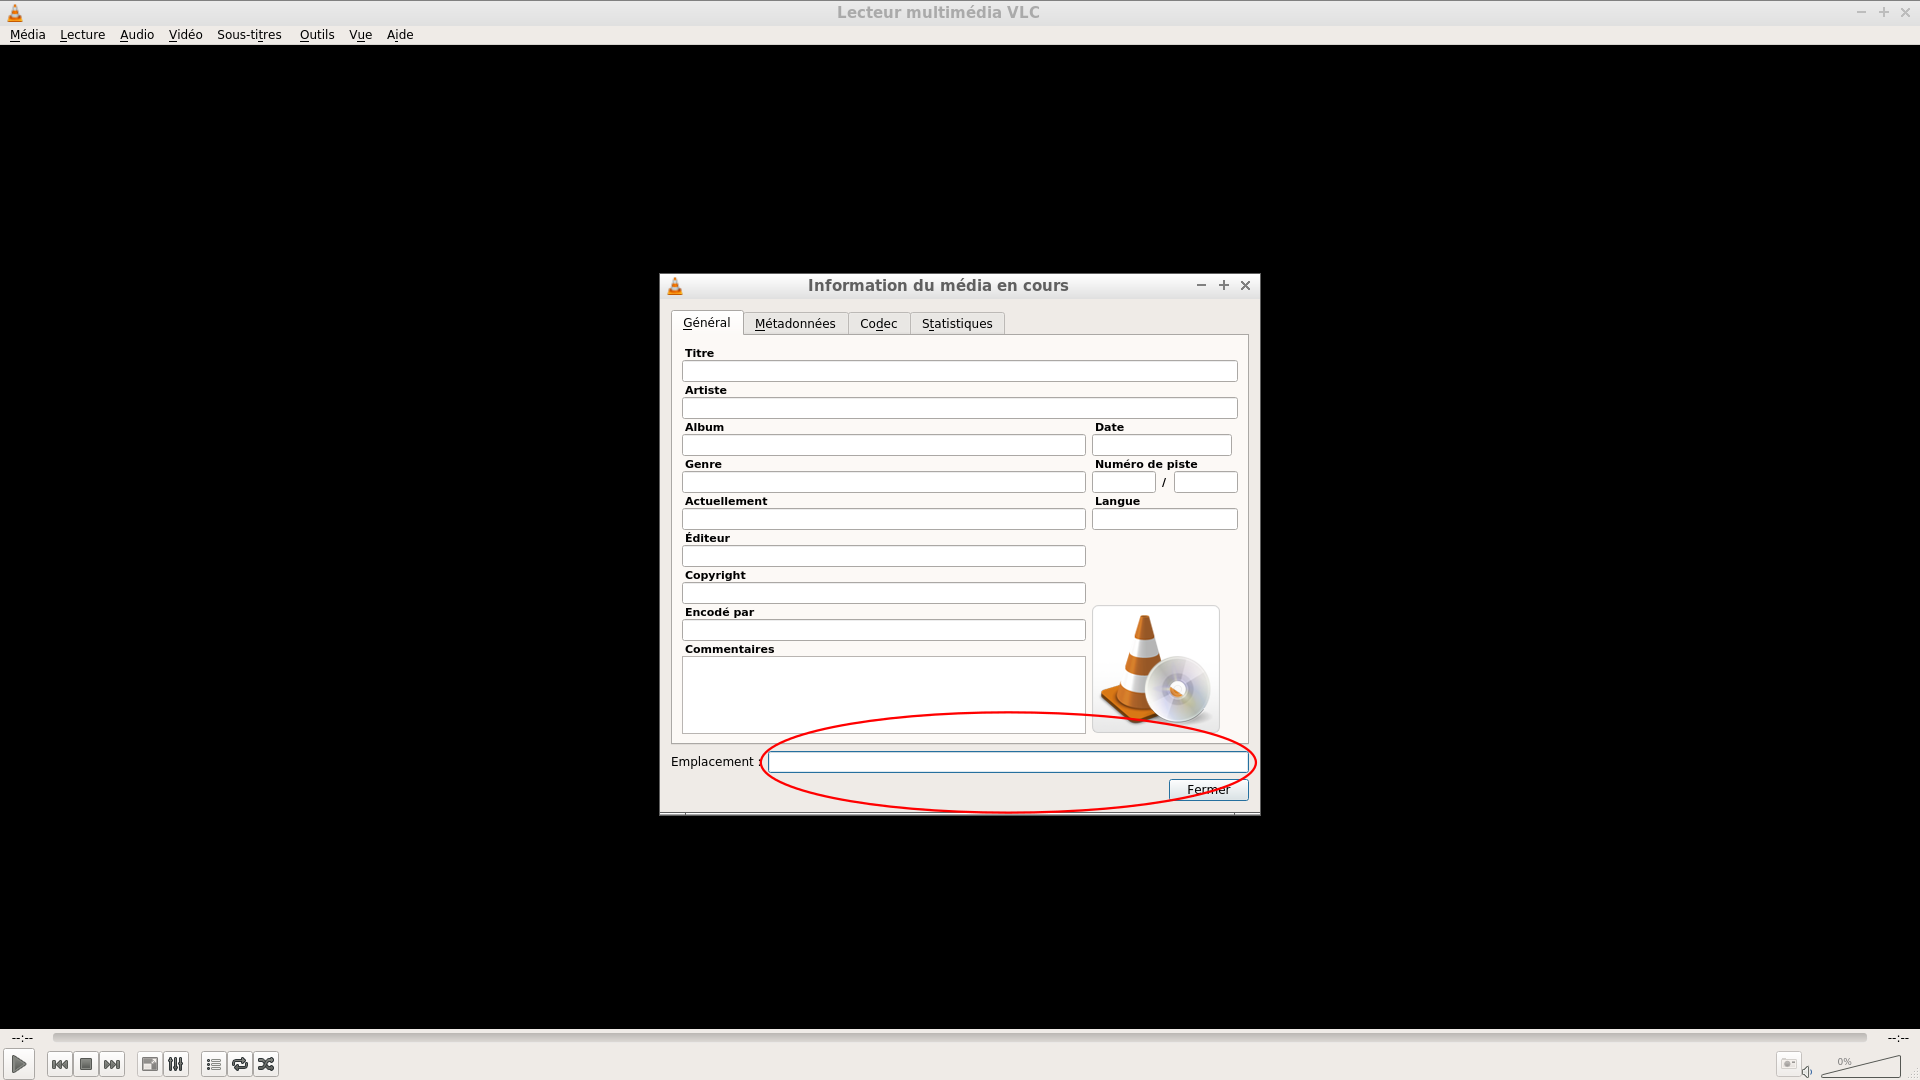 Lecteur multimédia VLC
Média Lecture Audio Vidéo Sous-titres Outils Vue Aide
Information du média en cours
Général Métadonnées Codec Statistiques
Titre
Artiste
Album Date
Genre Numéro de piste
/
Actuellement Langue
Éditeur
Copyright
Encodé par
Commentaires
Emplacement :
Fermer
--:-- --:--
0%